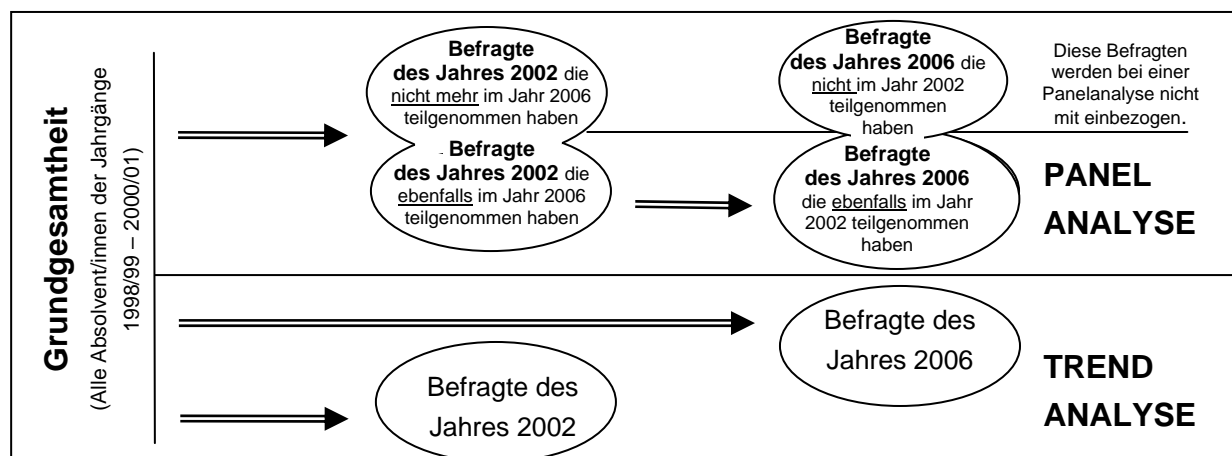 Grundgesamtheit
(Alle Absolvent/innen der Jahrgänge
1998/99 – 2000/01)
Befragte
des Jahres 2002 die
nicht mehr im Jahr 2006
teilgenommen haben
Befragte
des Jahres 2002 die
ebenfalls im Jahr 2006
teilgenommen haben
Befragte
des Jahres 2006 die
nicht im Jahr 2002
teilgenommen
haben
Befragte
des Jahres 2006
die ebenfalls im Jahr
2002 teilgenommen
haben
Diese Befragten
werden bei einer
Panelanalyse nicht
mit einbezogen.
PANEL
ANALYSE
Befragte des
Jahres 2002
Befragte des
Jahres 2006
TREND
ANALYSE